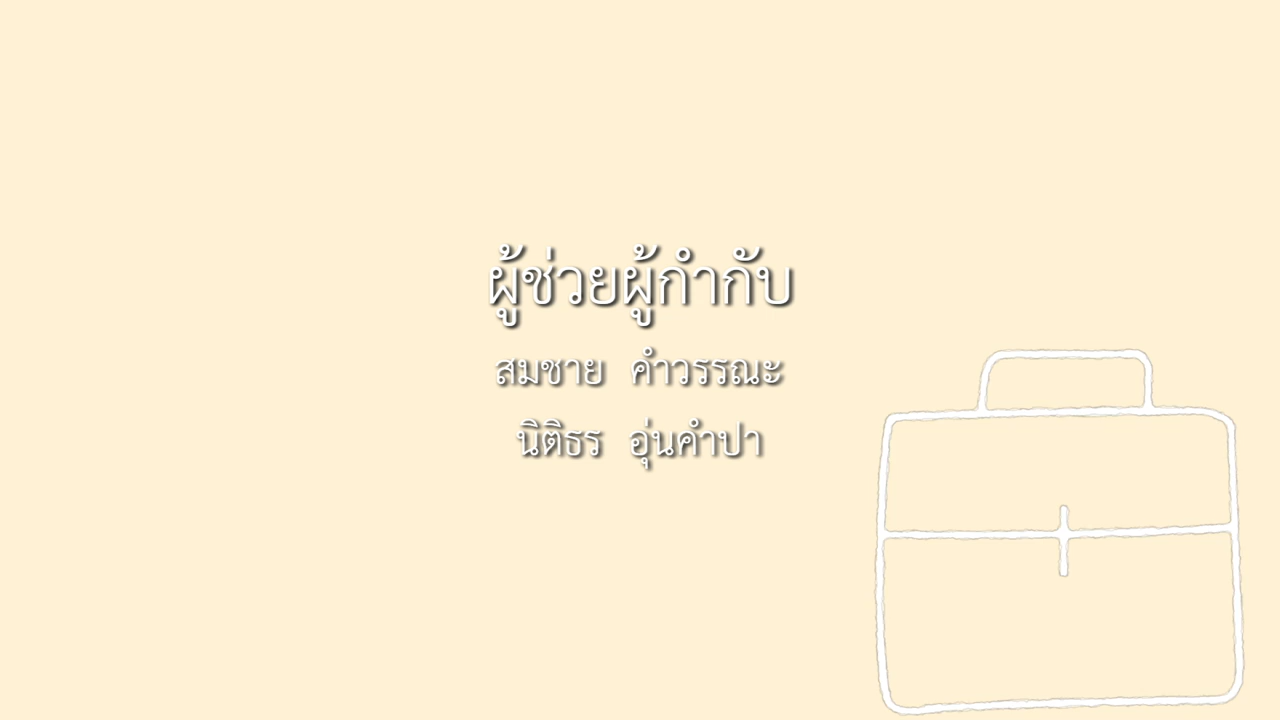 ผู้ช่วยผู้กำกับ
สมชาย คำวรรณะ
นิติธร อุ่นคำปา